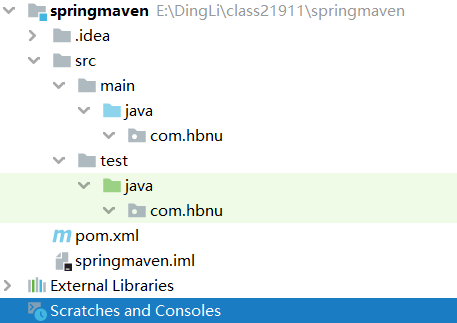 springmaven E:\DingLi\class21911\springmaven
.idea
src
main
java
com.hbnu
test
java
com.hbnu
pom.xml
springmaven.iml
External Libraries
Scratches and Consoles